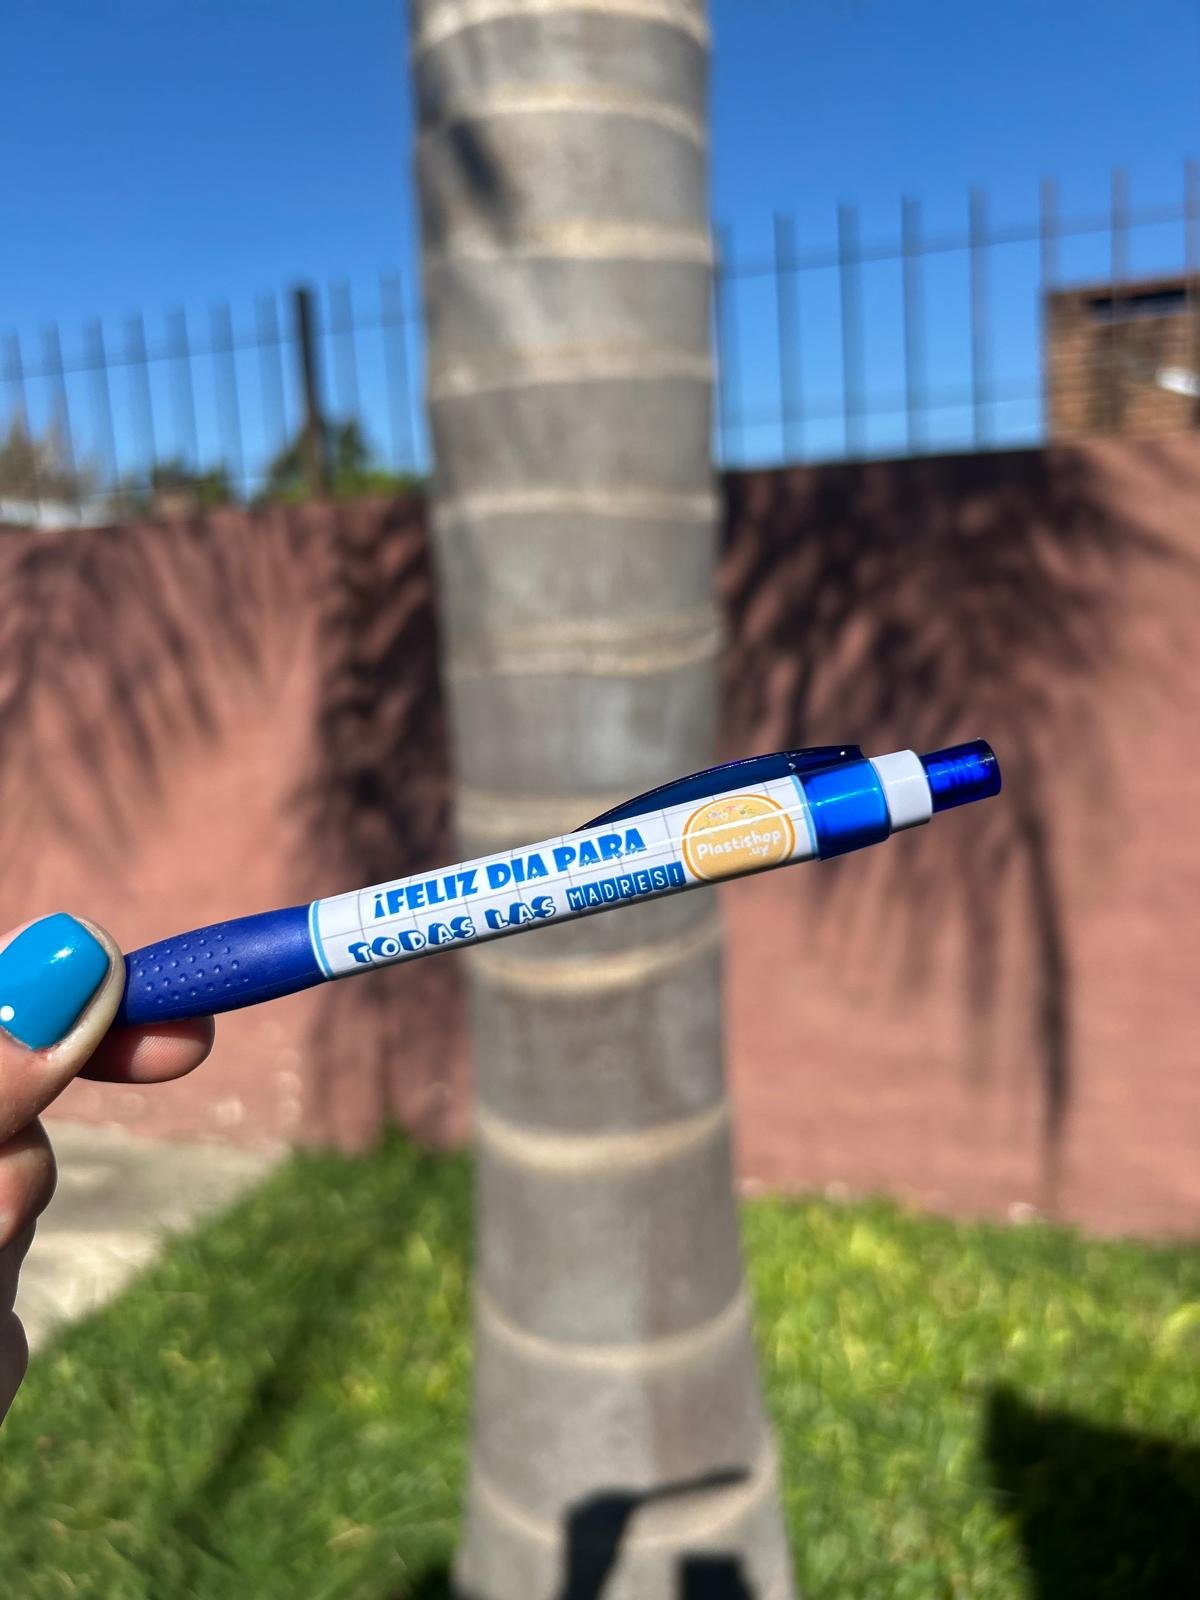 ¡FELIZ DIA PARA
TODAS LAS MADRES!
Plastishop
.uy